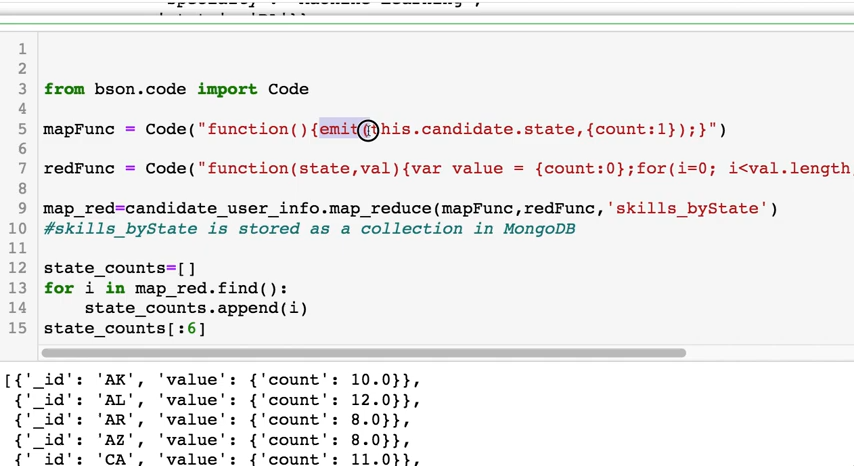 1
2
3 from bson.code import Code
4
5 mapFunc = Code("function(){emit(this.candidate.state,{count:1});}")
6
7 redFunc = Code("function(state,val){var value = {count:0};for(i=0; i<val.length,
8
9 map_red=candidate_user_info.map_reduce(mapFunc,redFunc,'skills_byState')
10 #skills_byState is stored as a collection in MongoDB
11
12 state_counts=[]
13 for i in map_red.find():
14     state_counts.append(i)
15 state_counts[:6]
[{'_id': 'AK', 'value': {'count': 10.0}},
{'_id': 'AL', 'value': {'count': 12.0}},
{'_id': 'AR', 'value': {'count': 8.0}},
{'_id': 'AZ', 'value': {'count': 8.0}},
{'_id': 'CA', 'value': {'count': 11.0}},